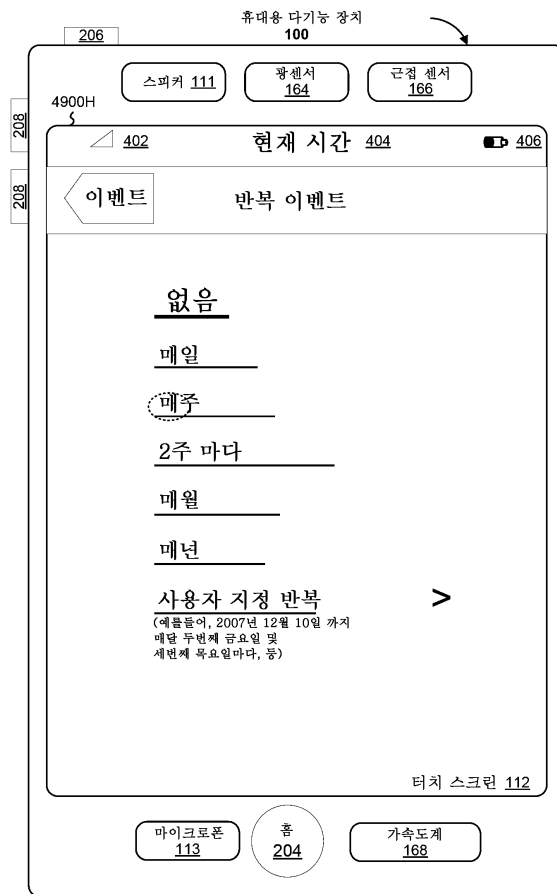 휴대용 다기능 장치
100
206
스피커 111
광센서
164
근접 센서
166
4900H
208
208
402
현재 시간 404
406
이벤트
반복 이벤트
없음
매일
매주
2주 마다
매월
매년
사용자 지정 반복 >
(예를들어, 2007년 12월 10일 까지
매달 두번째 금요일 및
세번째 목요일마다, 등)
터치 스크린 112
마이크로폰
113
홈
204
가속도계
168